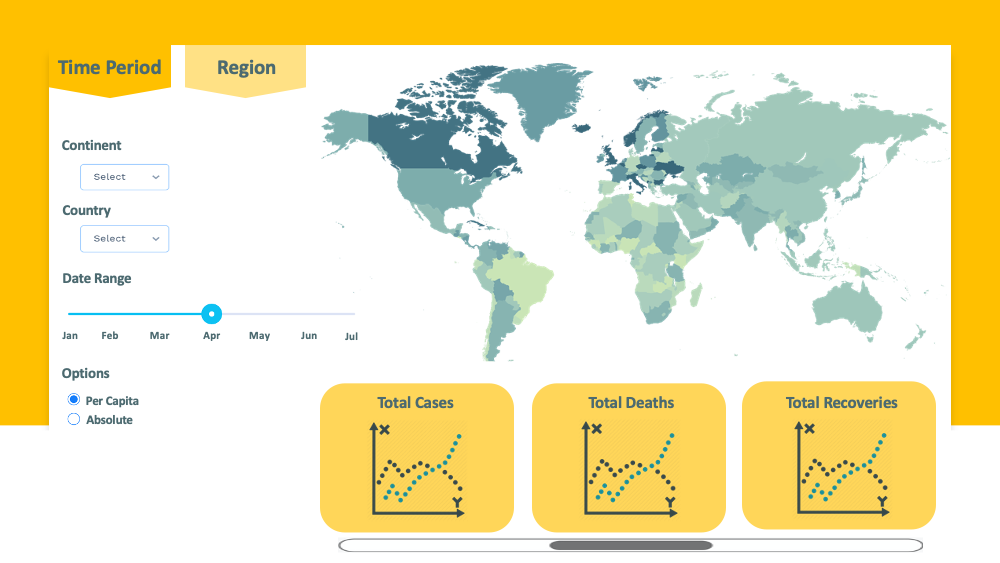 Time Period
Region
Continent
Select
Country
Select
Date Range
Jan Feb Mar Apr May Jun Jul
Options
Per Capita
Absolute
Total Cases
X
Y
Total Deaths
X
Y
Total Recoveries
X
Y